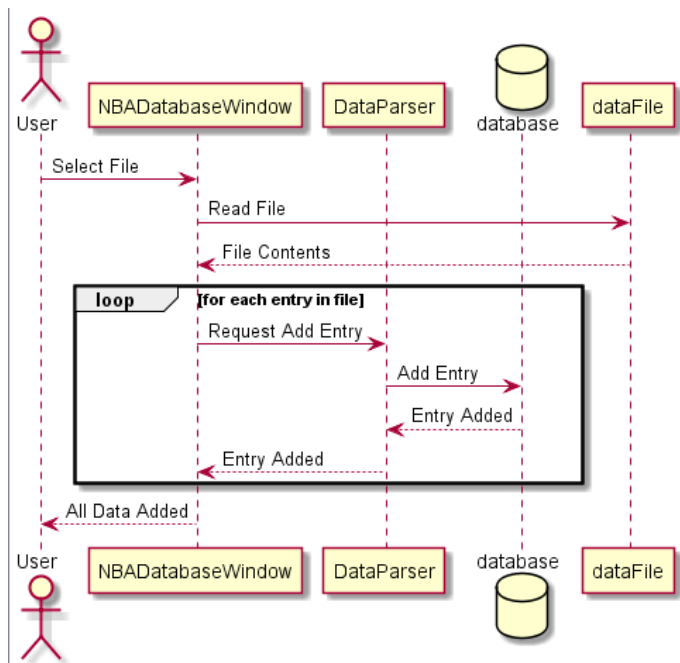 User
NBADatabaseWindow
DataParser
database
dataFile
Select File
Read File
File Contents
loop
[for each entry in file]
Request Add Entry
Add Entry
Entry Added
Entry Added
All Data Added
User
NBADatabaseWindow
DataParser
database
dataFile